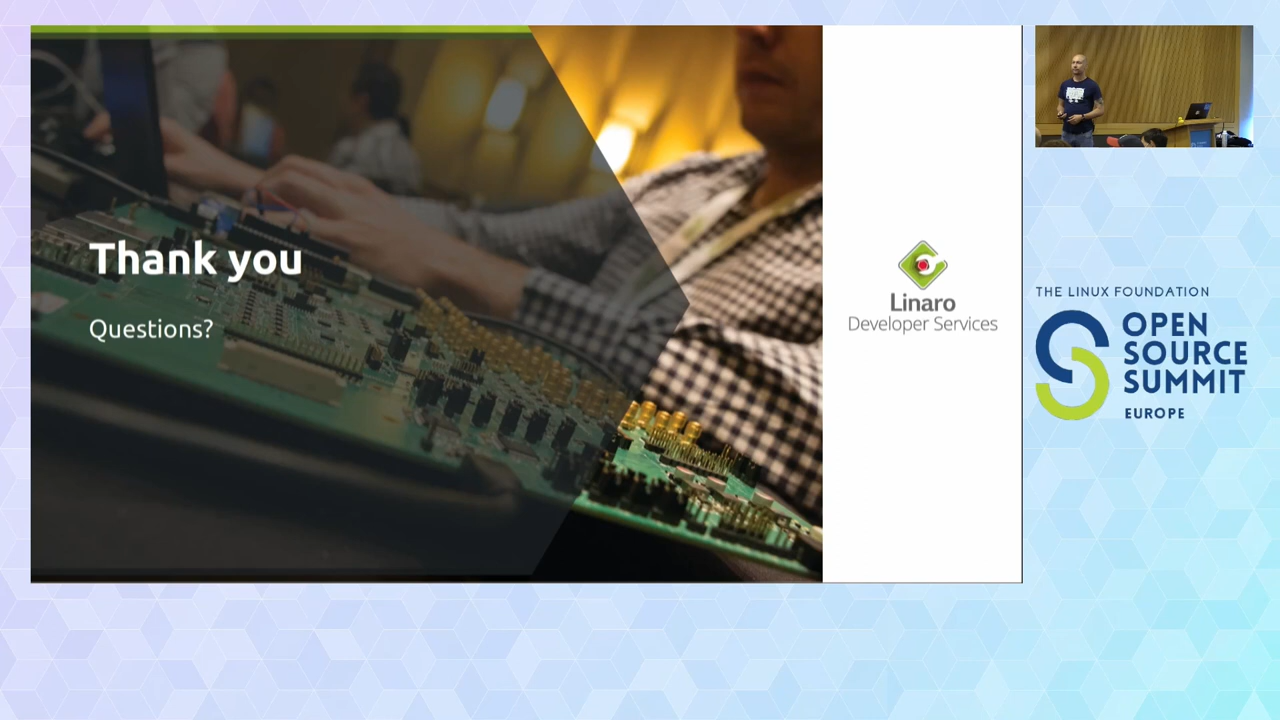 Thank you
Questions?
Linaro
Developer Services
THE LINUX FOUNDATION
OPEN
SOURCE
SUMMIT
EUROPE